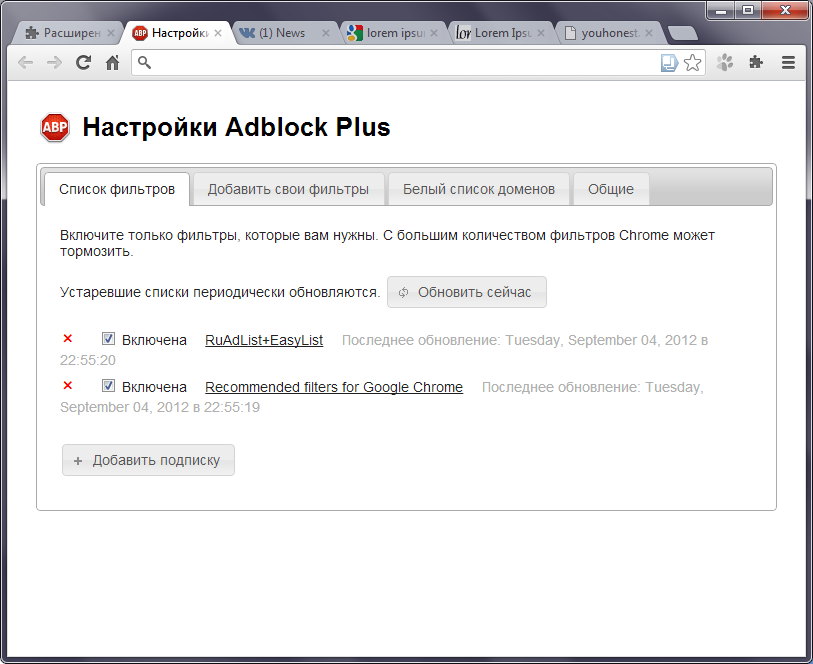 Расширен
Настройки
(1) News
lorem ipsu
Lorem Ipsu
youhonest.
ABP Настройки Adblock Plus
Список фильтров
Добавить свои фильтры
Белый список доменов
Общие
Включите только фильтры, которые вам нужны. С большим количеством фильтров Chrome может
тормозить.
Устаревшие списки периодически обновляются. Обновить сейчас
Включена RuAdList+EasyList Последнее обновление: Tuesday, September 04, 2012 в
22:55:20
Включена Recommended filters for Google Chrome Последнее обновление: Tuesday,
September 04, 2012 в 22:55:19
+ Добавить подписку